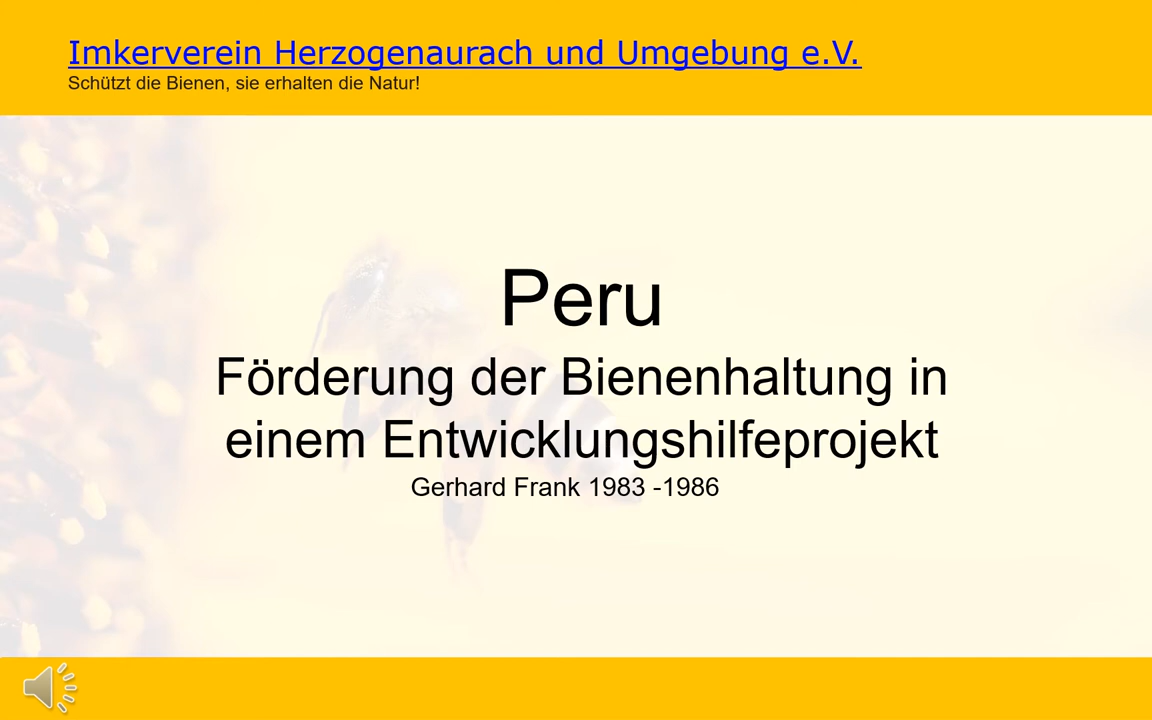 Imkerverein Herzogenaurach und Umgebung e.V.
Schützt die Bienen, sie erhalten die Natur!
Peru
Förderung der Bienenhaltung in
einem Entwicklungshilfeprojekt
Gerhard Frank 1983 -1986